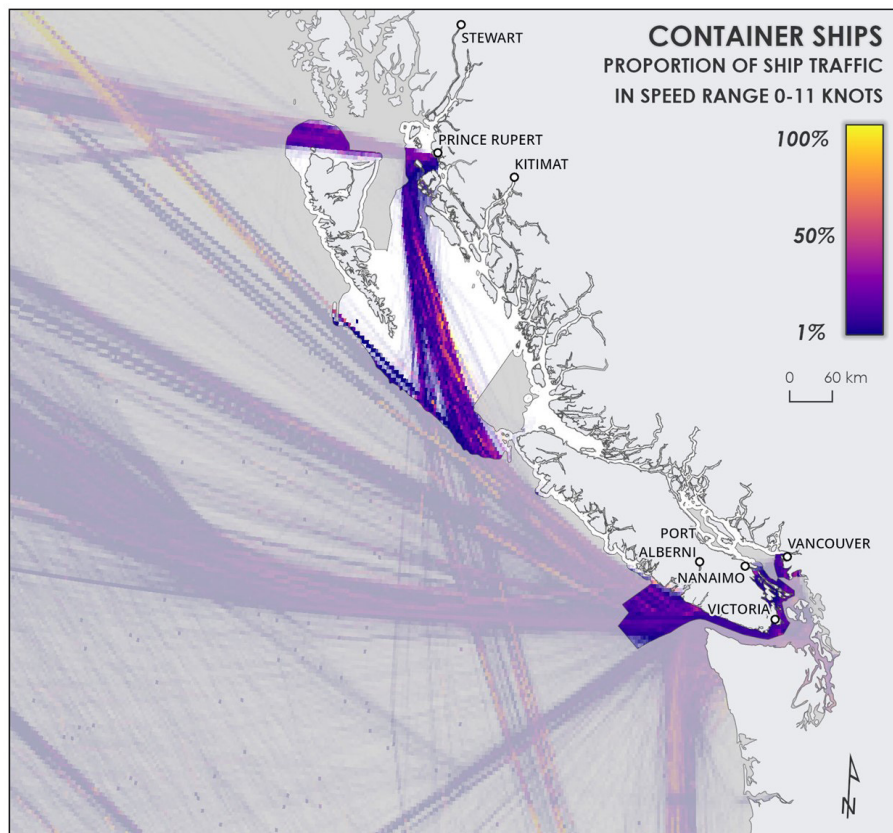 CONTAINER SHIPS
PROPORTION OF SHIP TRAFFIC
IN SPEED RANGE 0-11 KNOTS
100%
50%
1%
0 60 km
STEWART
PRINCE RUPERT
KITIMAT
PORT
ALBERNI
VANCOUVER
NANAIMO
VICTORIA
N